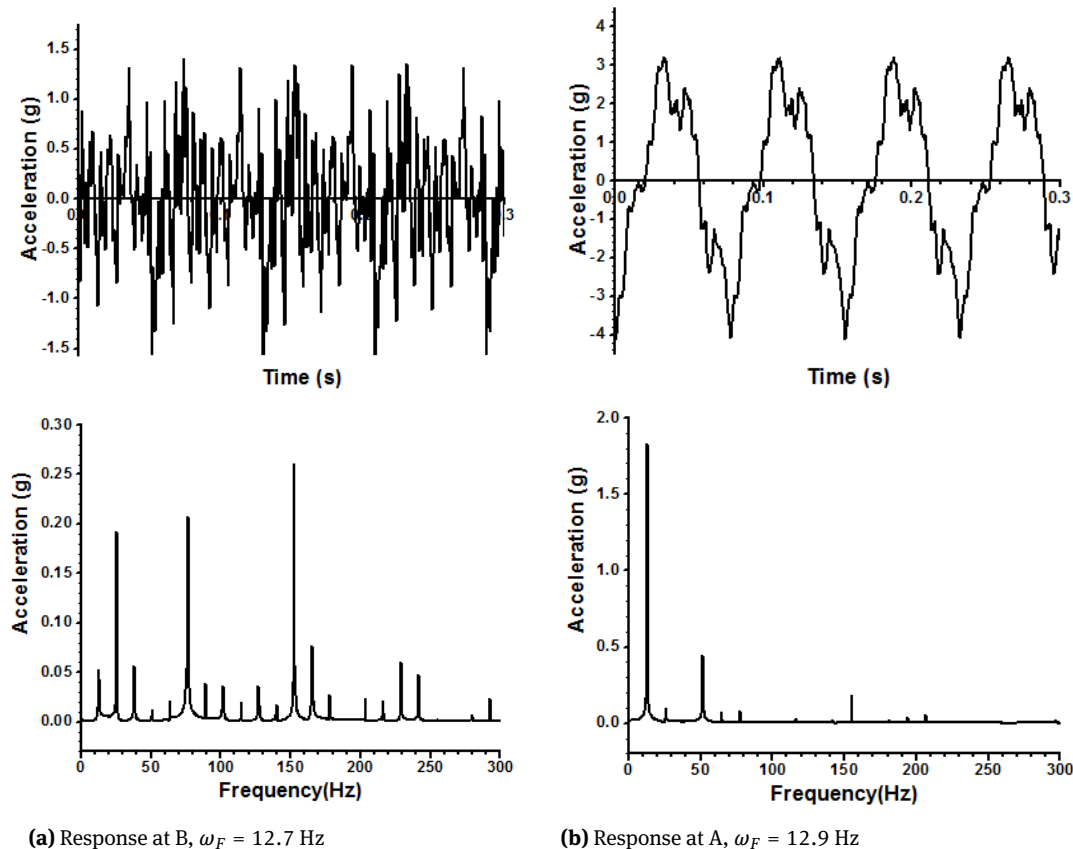 Acceleration (g)
1.5
1.0
0.5
0.0
-0.5
-1.0
-1.5
Time (s)
Acceleration (g)
4
3
2
1
0
-1
-2
-3
-4
0.0 0.1 0.2 0.3
Time (s)
Acceleration (g)
0.30
0.25
0.20
0.15
0.10
0.05
0.00
0 50 100 150 200 250 300
Frequency(Hz)
Acceleration (g)
2.0
1.5
1.0
0.5
0.0
0 50 100 150 200 250 300
Frequency(Hz)
(a) Response at B, ω_F = 12.7 Hz
(b) Response at A, ω_F = 12.9 Hz